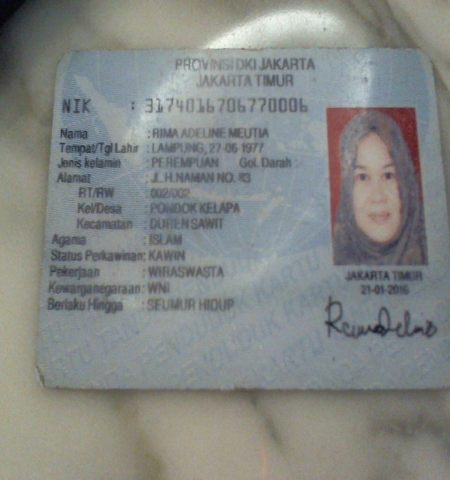 PROVINSI DKI JAKARTA
JAKARTA TIMUR
NIK : 3174016706770006
Nama : RIMA ADELINE MEUTIA
Tempat/Tgl Lahir : LAMPUNG, 27-06-1977
Jenis kelamin : PEREMPUAN Gol. Darah :
Alamat : JL.H.NAMAN NO. 83
RT/RW : 002/002
Kel/Desa : PONDOK KELAPA
Kecamatan : DUREN SAWIT
Agama : ISLAM
Status Perkawinan: KAWIN
Pekerjaan : WIRASWASTA
Kewarganegaraan: WNI
Berlaku Hingga : SEUMUR HIDUP
JAKARTA TIMUR
21-01-2016